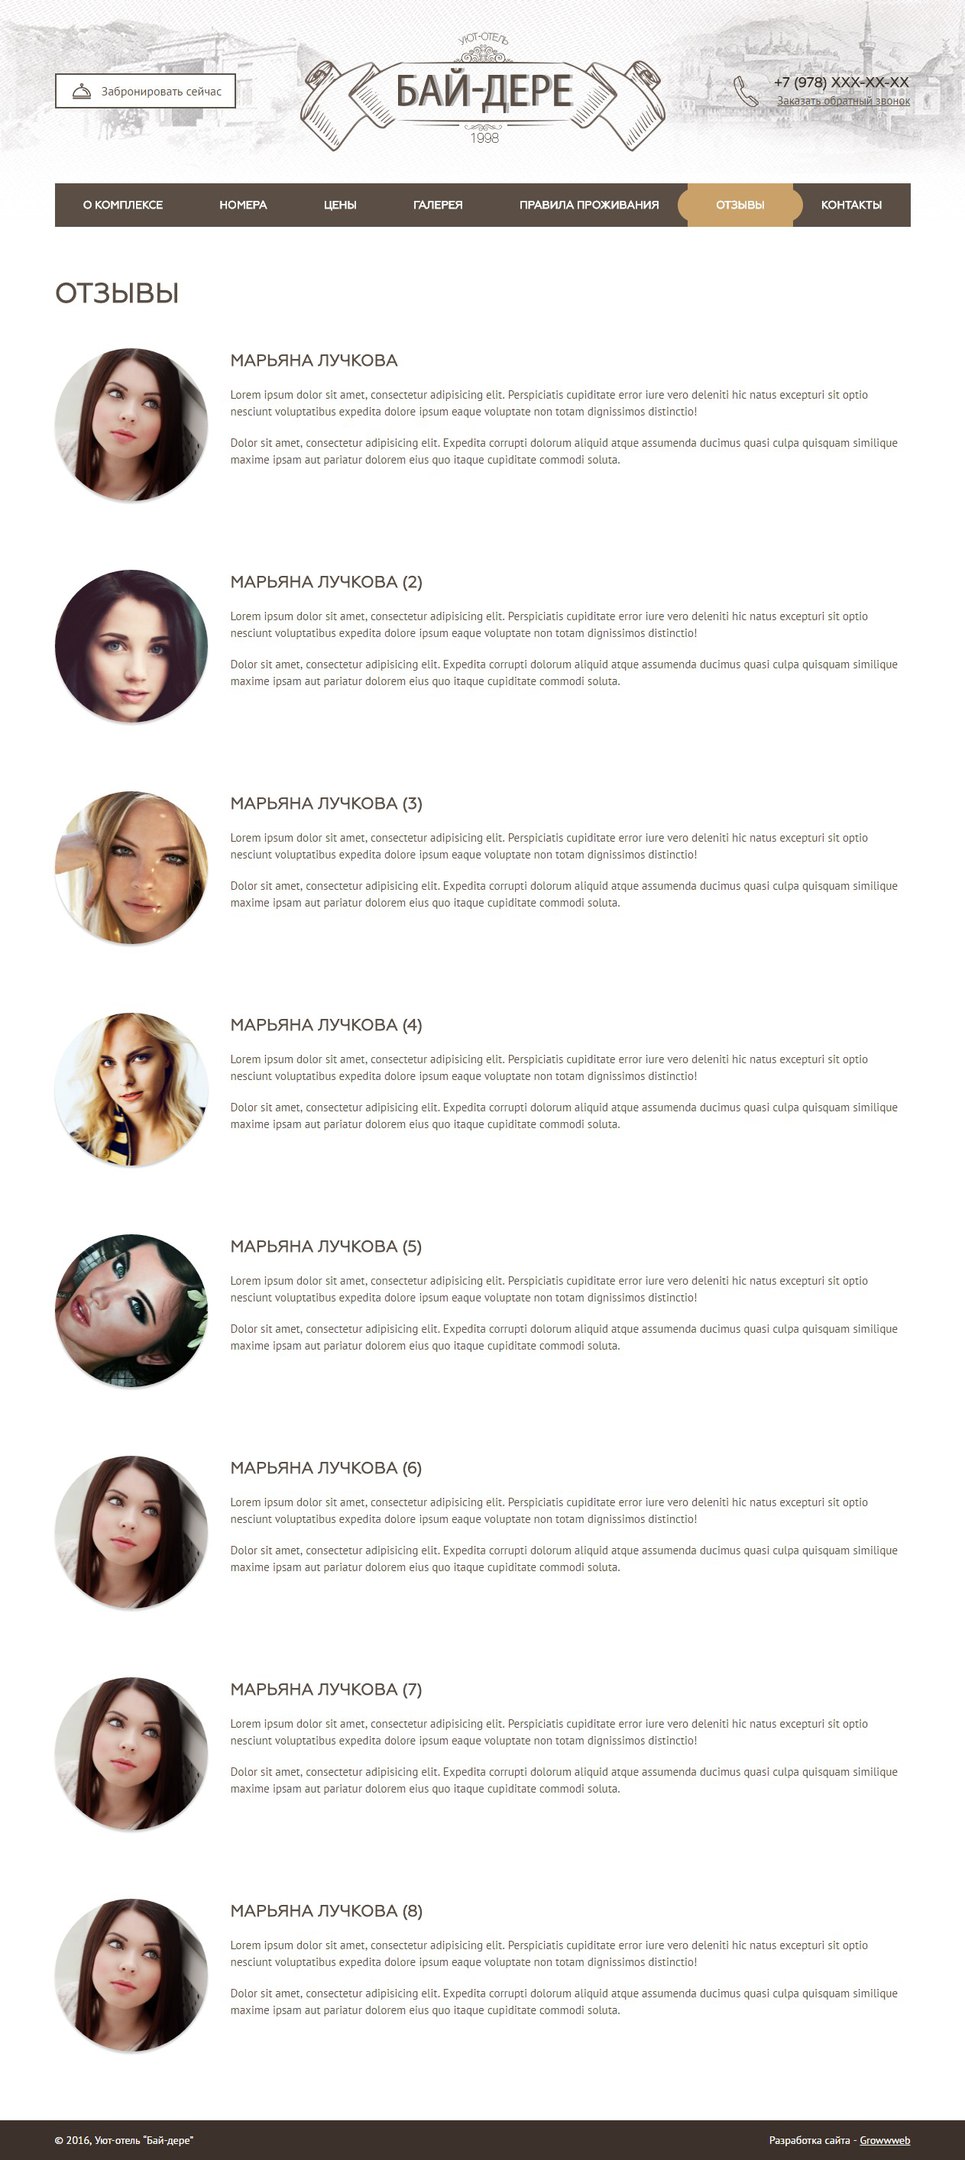 УЮТ-ОТЕЛЬ
Забронировать сейчас
БАЙ-ДЕРЕ
1998
+7 (978) XXX-XX-XX
Заказать обратный звонок
О КОМПЛЕКСЕ НОМЕРА ЦЕНЫ ГАЛЕРЕЯ ПРАВИЛА ПРОЖИВАНИЯ ОТЗЫВЫ КОНТАКТЫ
ОТЗЫВЫ
МАРЬЯНА ЛУЧКОВА
Lorem ipsum dolor sit amet, consectetur adipisicing elit. Perspiciatis cupiditate error iure vero deleniti hic natus excepturi sit optio
nesciunt voluptatibus expedita dolore ipsum eaque voluptate non totam dignissimos distinctio!
Dolor sit amet, consectetur adipisicing elit. Expedita corrupti dolorum aliquid atque assumenda ducimus quasi culpa quisquam similique
maxime ipsam aut pariatur dolorem eius quo itaque cupiditate commodi soluta.
МАРЬЯНА ЛУЧКОВА (2)
Lorem ipsum dolor sit amet, consectetur adipisicing elit. Perspiciatis cupiditate error iure vero deleniti hic natus excepturi sit optio
nesciunt voluptatibus expedita dolore ipsum eaque voluptate non totam dignissimos distinctio!
Dolor sit amet, consectetur adipisicing elit. Expedita corrupti dolorum aliquid atque assumenda ducimus quasi culpa quisquam similique
maxime ipsam aut pariatur dolorem eius quo itaque cupiditate commodi soluta.
МАРЬЯНА ЛУЧКОВА (3)
Lorem ipsum dolor sit amet, consectetur adipisicing elit. Perspiciatis cupiditate error iure vero deleniti hic natus excepturi sit optio
nesciunt voluptatibus expedita dolore ipsum eaque voluptate non totam dignissimos distinctio!
Dolor sit amet, consectetur adipisicing elit. Expedita corrupti dolorum aliquid atque assumenda ducimus quasi culpa quisquam similique
maxime ipsam aut pariatur dolorem eius quo itaque cupiditate commodi soluta.
МАРЬЯНА ЛУЧКОВА (4)
Lorem ipsum dolor sit amet, consectetur adipisicing elit. Perspiciatis cupiditate error iure vero deleniti hic natus excepturi sit optio
nesciunt voluptatibus expedita dolore ipsum eaque voluptate non totam dignissimos distinctio!
Dolor sit amet, consectetur adipisicing elit. Expedita corrupti dolorum aliquid atque assumenda ducimus quasi culpa quisquam similique
maxime ipsam aut pariatur dolorem eius quo itaque cupiditate commodi soluta.
МАРЬЯНА ЛУЧКОВА (5)
Lorem ipsum dolor sit amet, consectetur adipisicing elit. Perspiciatis cupiditate error iure vero deleniti hic natus excepturi sit optio
nesciunt voluptatibus expedita dolore ipsum eaque voluptate non totam dignissimos distinctio!
Dolor sit amet, consectetur adipisicing elit. Expedita corrupti dolorum aliquid atque assumenda ducimus quasi culpa quisquam similique
maxime ipsam aut pariatur dolorem eius quo itaque cupiditate commodi soluta.
МАРЬЯНА ЛУЧКОВА (6)
Lorem ipsum dolor sit amet, consectetur adipisicing elit. Perspiciatis cupiditate error iure vero deleniti hic natus excepturi sit optio
nesciunt voluptatibus expedita dolore ipsum eaque voluptate non totam dignissimos distinctio!
Dolor sit amet, consectetur adipisicing elit. Expedita corrupti dolorum aliquid atque assumenda ducimus quasi culpa quisquam similique
maxime ipsam aut pariatur dolorem eius quo itaque cupiditate commodi soluta.
МАРЬЯНА ЛУЧКОВА (7)
Lorem ipsum dolor sit amet, consectetur adipisicing elit. Perspiciatis cupiditate error iure vero deleniti hic natus excepturi sit optio
nesciunt voluptatibus expedita dolore ipsum eaque voluptate non totam dignissimos distinctio!
Dolor sit amet, consectetur adipisicing elit. Expedita corrupti dolorum aliquid atque assumenda ducimus quasi culpa quisquam similique
maxime ipsam aut pariatur dolorem eius quo itaque cupiditate commodi soluta.
МАРЬЯНА ЛУЧКОВА (8)
Lorem ipsum dolor sit amet, consectetur adipisicing elit. Perspiciatis cupiditate error iure vero deleniti hic natus excepturi sit optio
nesciunt voluptatibus expedita dolore ipsum eaque voluptate non totam dignissimos distinctio!
Dolor sit amet, consectetur adipisicing elit. Expedita corrupti dolorum aliquid atque assumenda ducimus quasi culpa quisquam similique
maxime ipsam aut pariatur dolorem eius quo itaque cupiditate commodi soluta.
© 2016, Уют-отель "Бай-дере" Разработка сайта - Growwweb